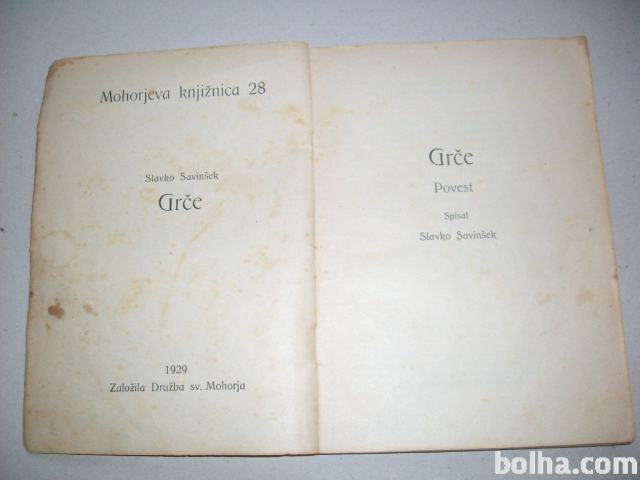 Mohorjeva knjižnica 28
Slavko Savinšek
Grče
1929
Založila Družba sv. Mohorja
Grče
Povest
Spisal
Slavko Savinšek
bolha.com